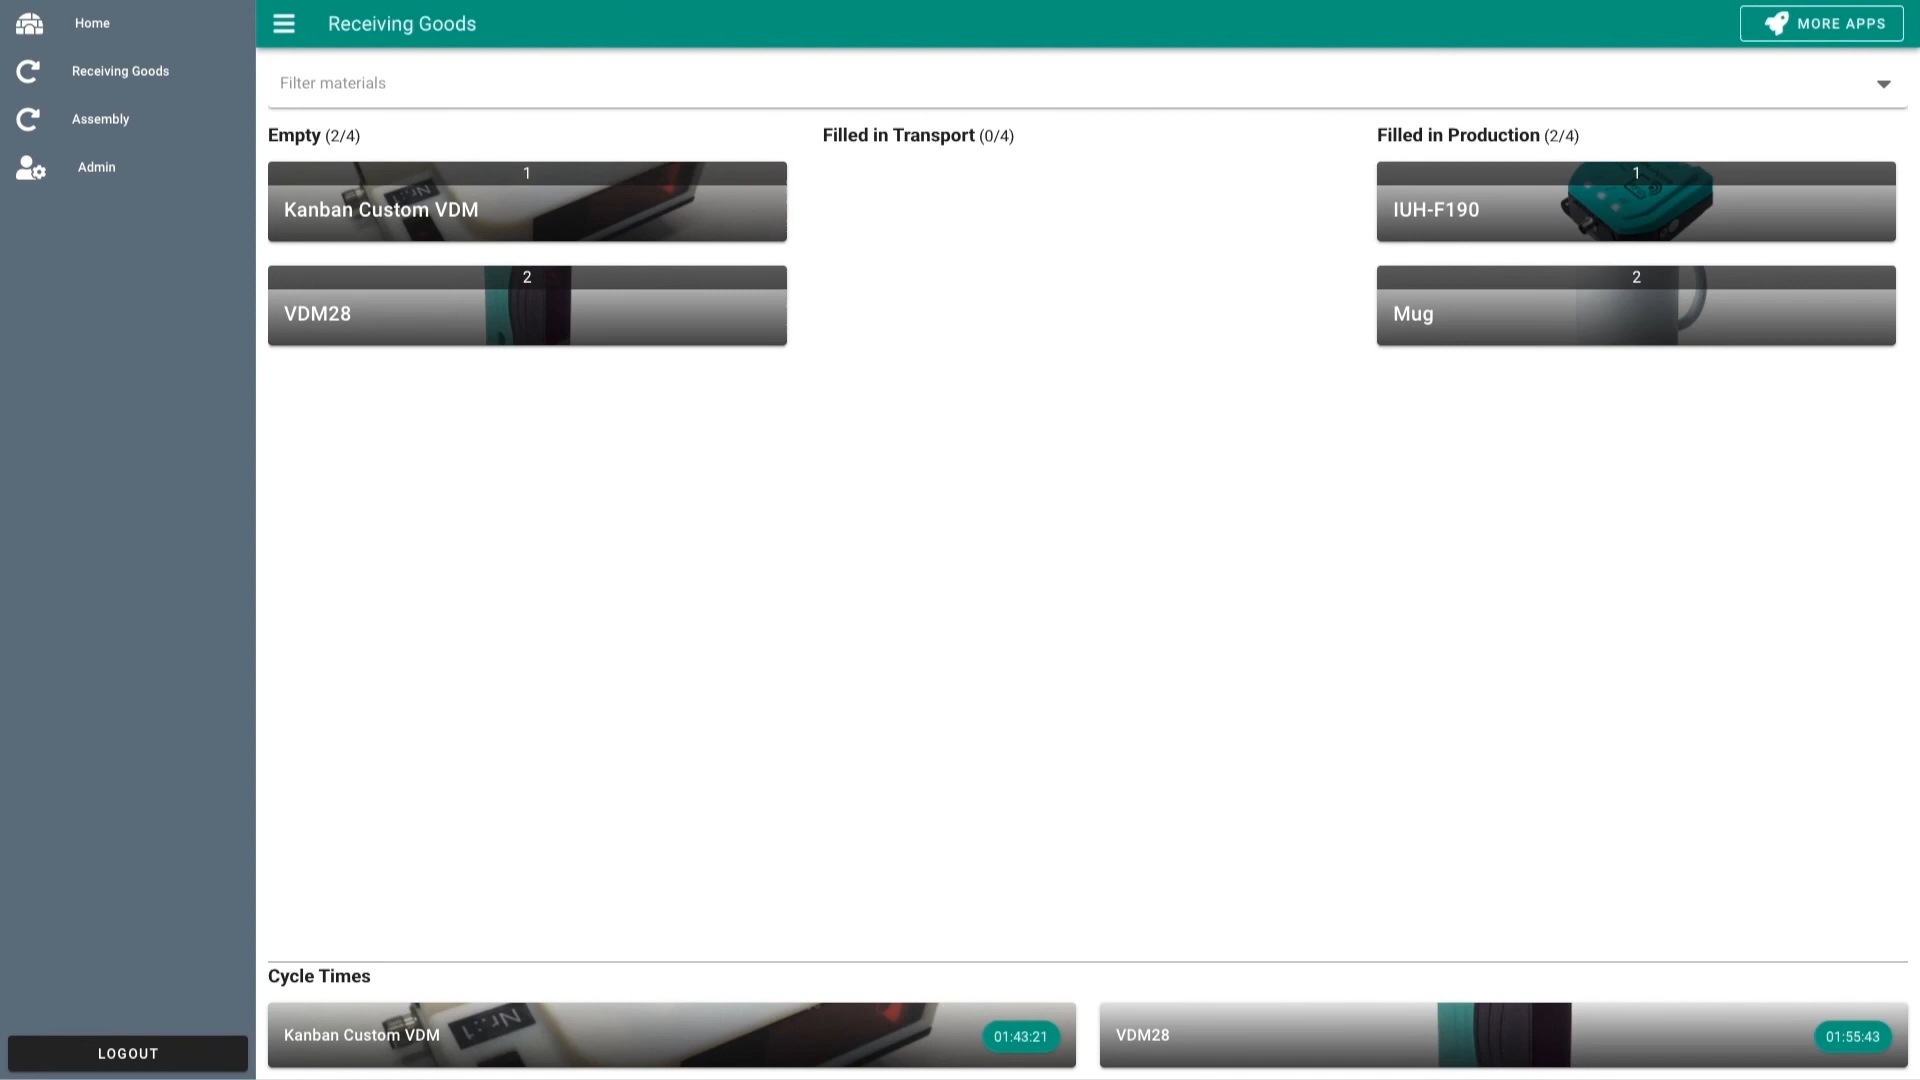 Home
Receiving Goods
Assembly
Admin
LOGOUT
Receiving Goods
MORE APPS
Filter materials
Empty (2/4)
Filled in Transport (0/4)
Filled in Production (2/4)
1
Kanban Custom VDM
2
VDM28
1
IUH-F190
2
Mug
Cycle Times
Kanban Custom VDM
01:43:21
VDM28
01:55:43